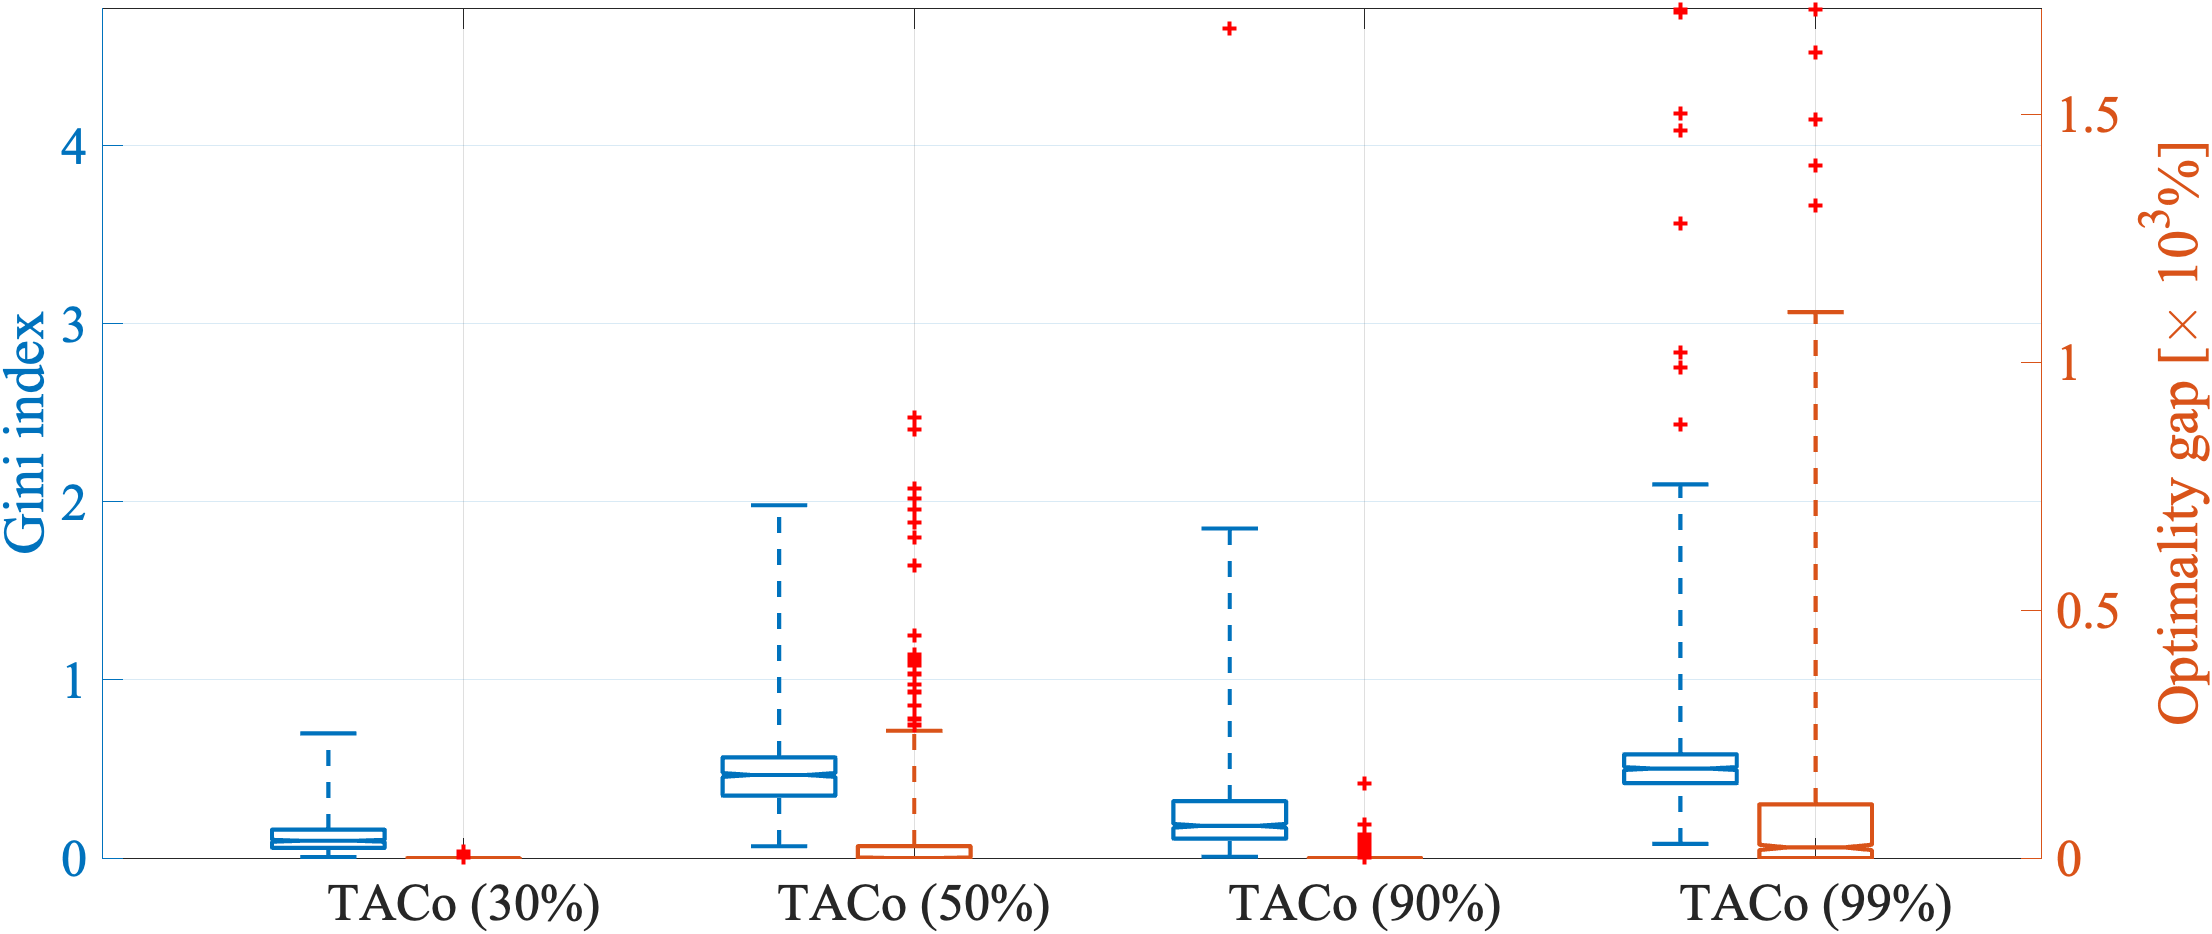 Gini index
4
3
2
1
0
1.5
1
0.5
0
Optimality gap [× 10³%]
TACo (30%)
TACo (50%)
TACo (90%)
TACo (99%)